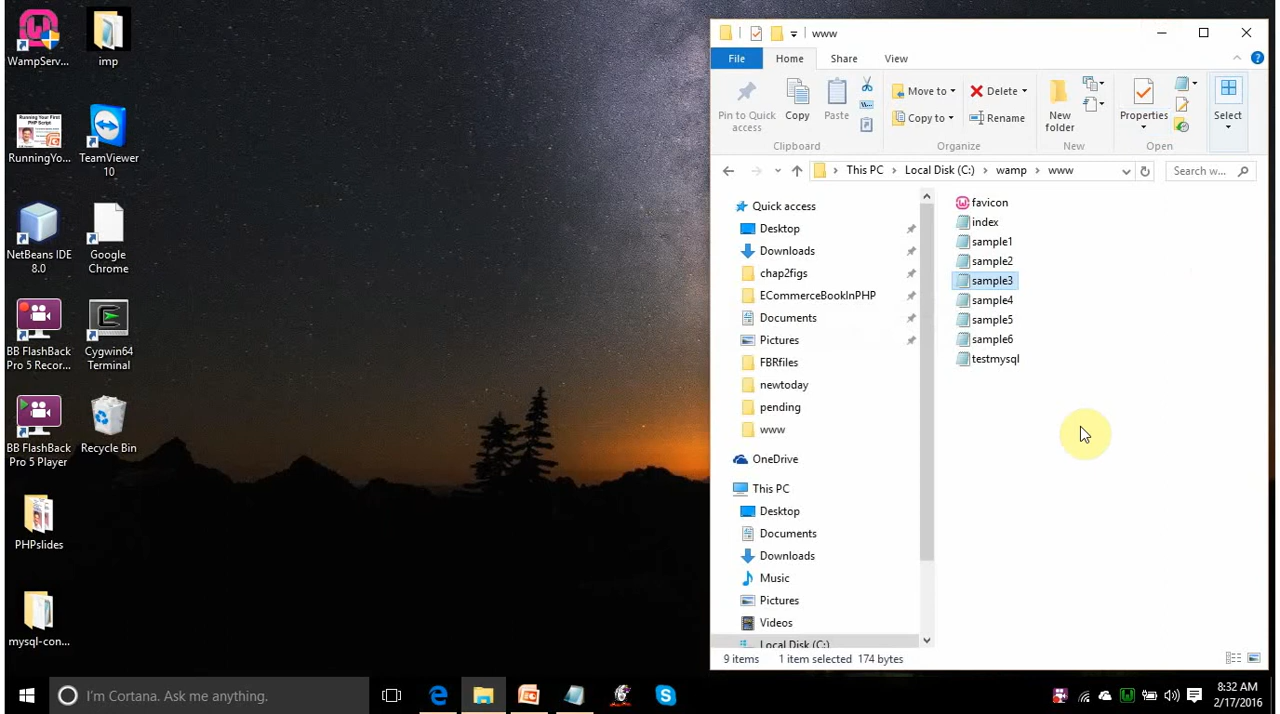 WampServ...
imp
RunningYo...
TeamViewer
10
NetBeans IDE
8.0
Google
Chrome
BB FlashBack
Pro 5 Recor...
Cygwin64
Terminal
BB FlashBack
Pro 5 Player
Recycle Bin
PHPslides
mysql-con...
www
File
Home
Share
View
Pin to Quick
access
Copy
Paste
Move to
Copy to
Delete
Rename
New
folder
Properties
Select
Clipboard
Organize
New
Open
This PC
Local Disk (C:)
wamp
www
Search w...
Quick access
Desktop
Downloads
chap2figs
ECommerceBookInPHP
Documents
Pictures
FBRfiles
newtoday
pending
www
OneDrive
This PC
Desktop
Documents
Downloads
Music
Pictures
Videos
Local Disk (C:)
favicon
index
sample1
sample2
sample3
sample4
sample5
sample6
testmysql
9 items
1 item selected 174 bytes
I'm Cortana. Ask me anything.
8:32 AM
2/17/2016